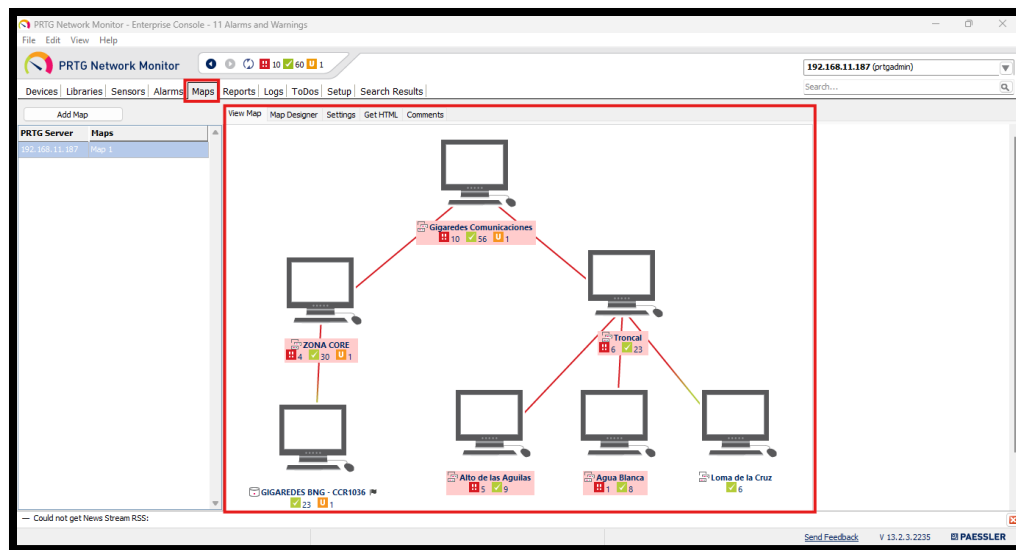 PRTG Network Monitor - Enterprise Console - 11 Alarms and Warnings
File Edit View Help
PRTG Network Monitor 10 60 U 1
192.168.11.187 (prtgadmin)
Devices Libraries Sensors Alarms Maps Reports Logs ToDos Setup Search Results
Search...
Add Map
View Map Map Designer Settings Get HTML Comments
PRTG Server Maps
192.168.11.187 Map 1
Gigaredes Comunicaciones
!! 10 56 U 1
ZONA CORE
!! 4 30 U 1
Troncal
!! 6 23
Alto de las Aguilas
!! 5 9
Agua Blanca
!! 1 8
Loma de la Cruz
6
GIGAREDES BNG - CCR1036
23 U 1
Could not get News Stream RSS:
Send Feedback V 13.2.3.2235 PAESSLER